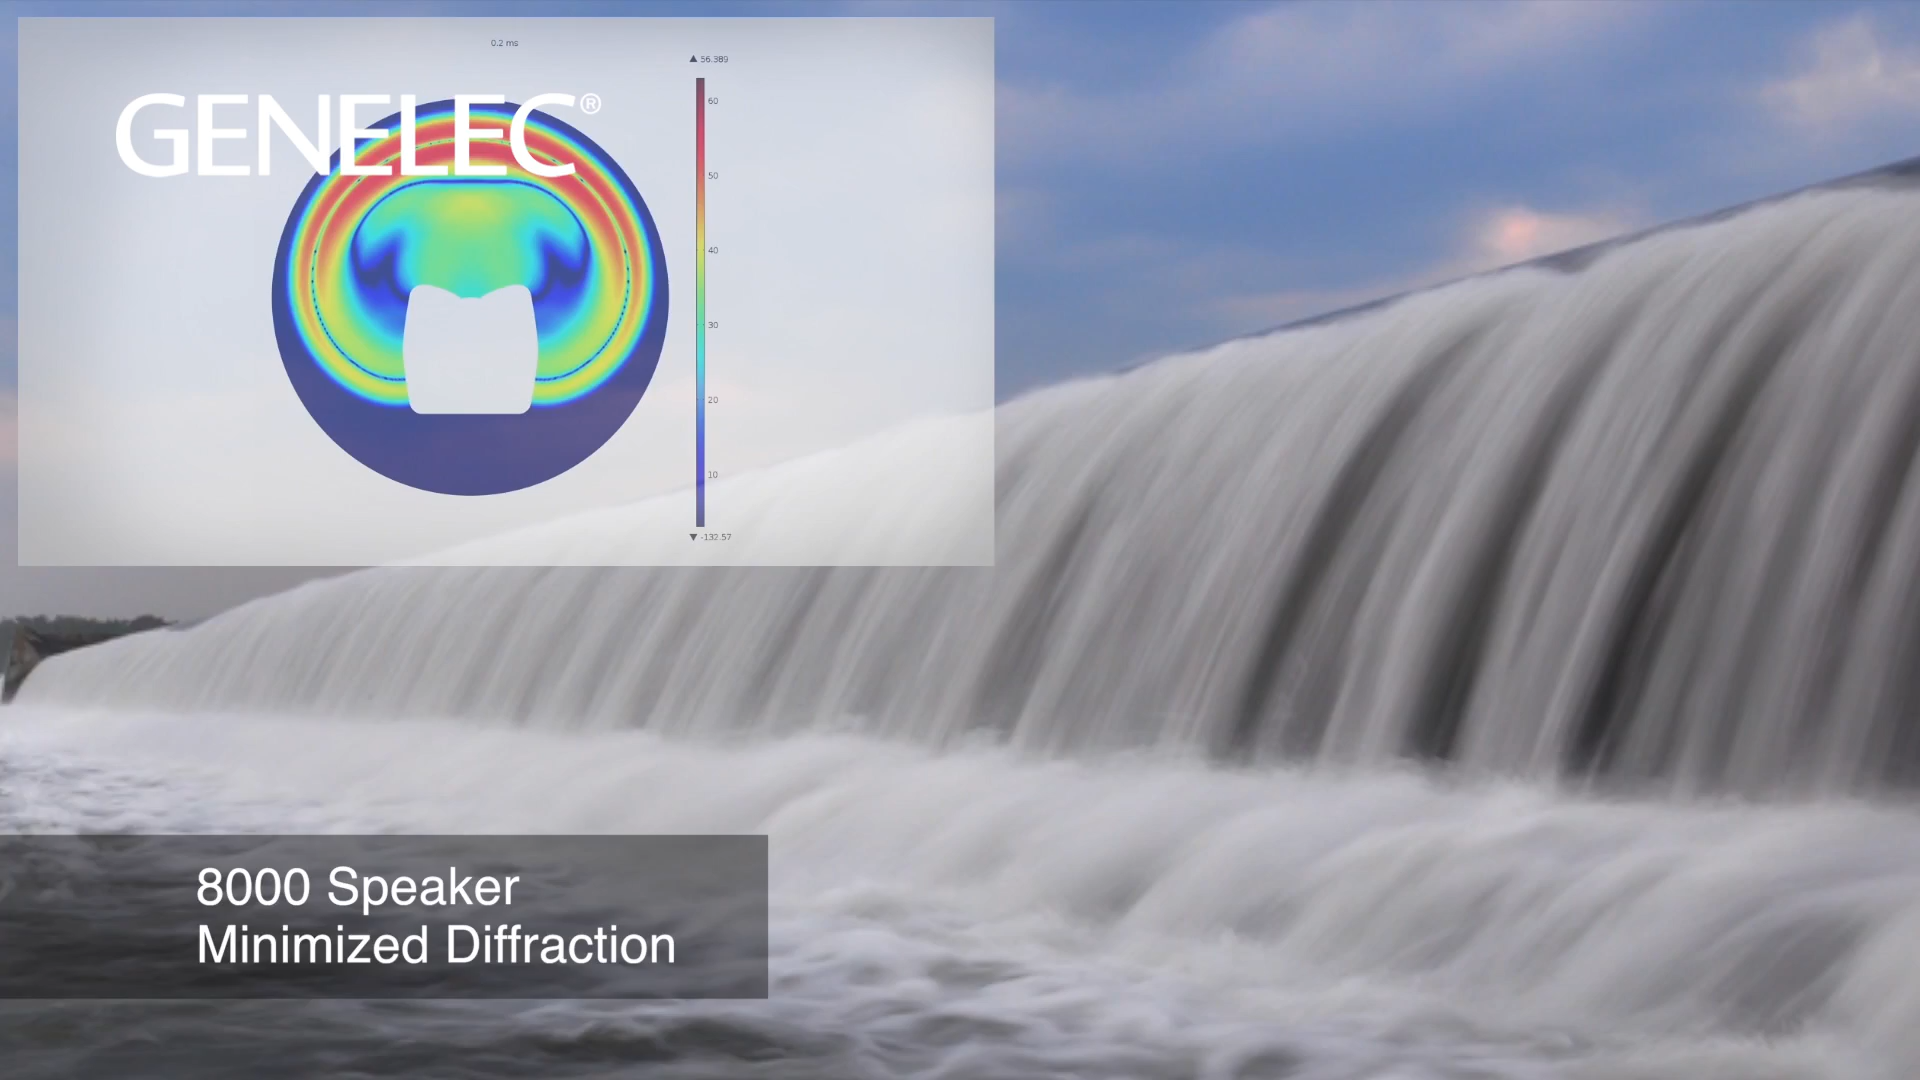 0.2 ms
▲ 56.389
GENELEC®
60
50
40
30
20
10
▼ -132.57
8000 Speaker
Minimized Diffraction